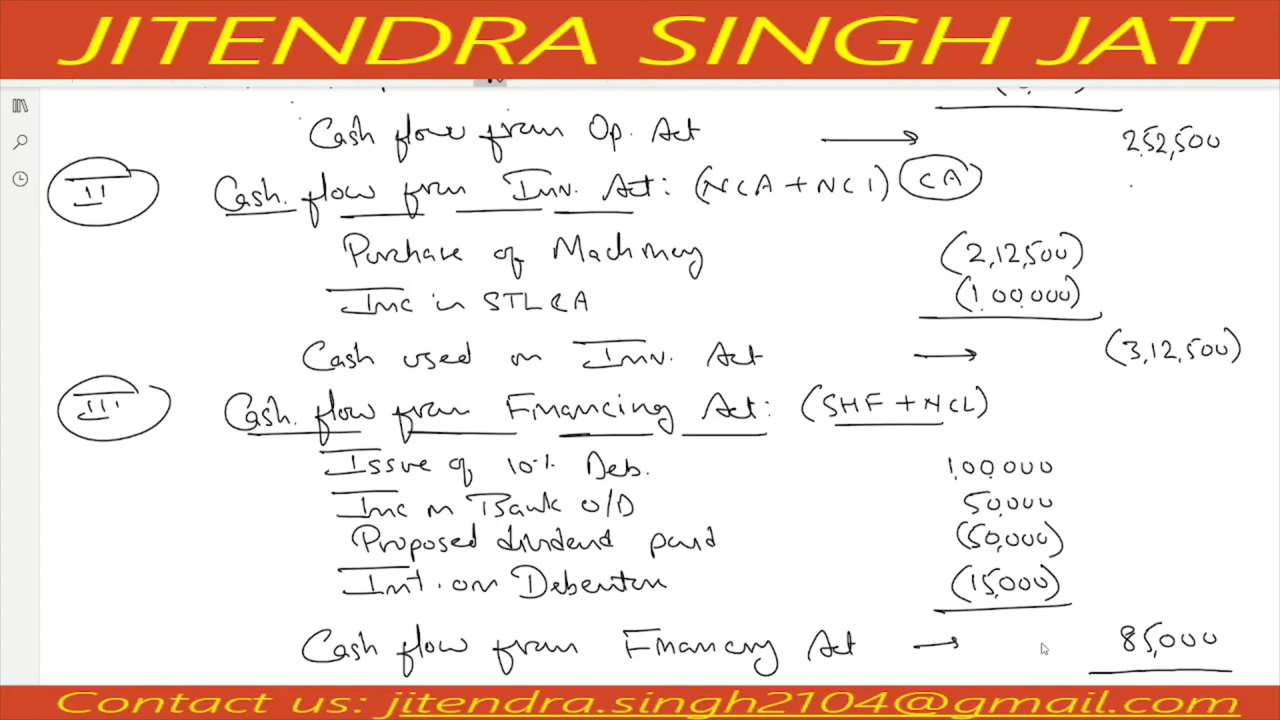 JITENDRA SINGH JAT
Cash flow from Op. Act → 2,52,500
II Cash flow from Inv. Act: (NCA + NCI) (CA)
Purchase of Machinery (2,12,500)
Inc in STL & A (1,00,000)
Cash used in Inv. Act → (3,12,500)
III Cash flow from Financing Act: (SHF + NCL)
Issue of 10% Deb. 1,00,000
Inc in Bank O/D 50,000
Proposed dividend paid (50,000)
Int. on Debenture (15,000)
Cash flow from Financing Act → 85,000
Contact us: jitendra.singh2104@gmail.com